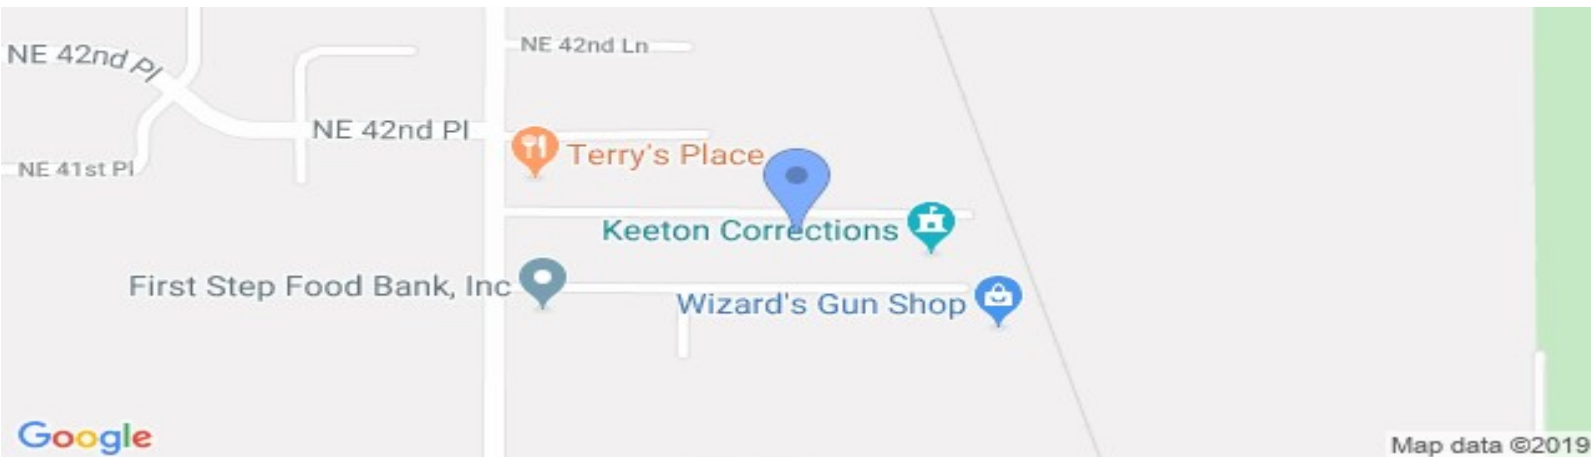 NE 42nd Ln
NE 42nd Pl
NE 42nd Pl
Terry's Place
NE 41st Pl
Keeton Corrections
First Step Food Bank, Inc
Wizard's Gun Shop
Google
Map data ©2019